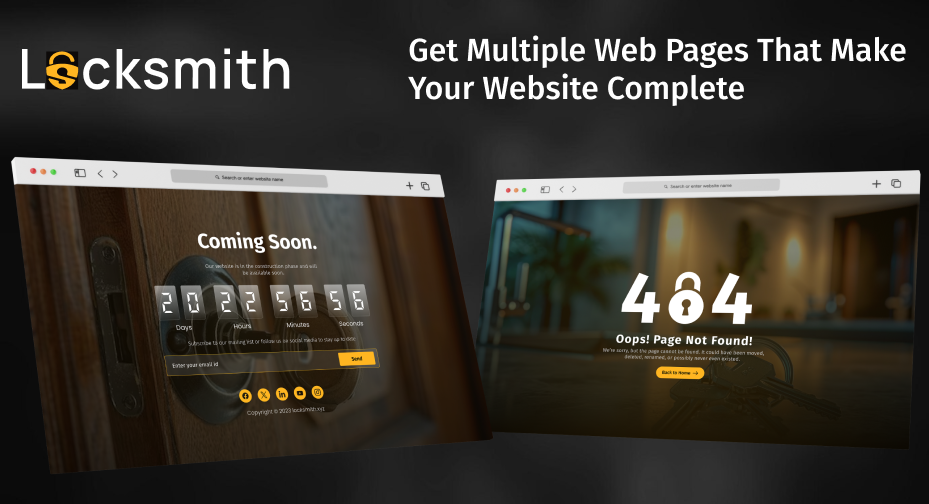 Locksmith
Get Multiple Web Pages That Make
Your Website Complete
Search or enter website name
Coming Soon.
Our website is in the construction phase and will
be available soon.
20 22 56 56
Days Hours Minutes Seconds
Subscribe to our mailing list or follow us on social media to stay up to date
Enter your email id
Send
Copyright © 2023 locksmith.xyz
Search or enter website name
404
Oops! Page Not Found!
We're sorry, but the page cannot be found. It could have been moved,
deleted, renamed, or possibly never even existed.
Back to Home →